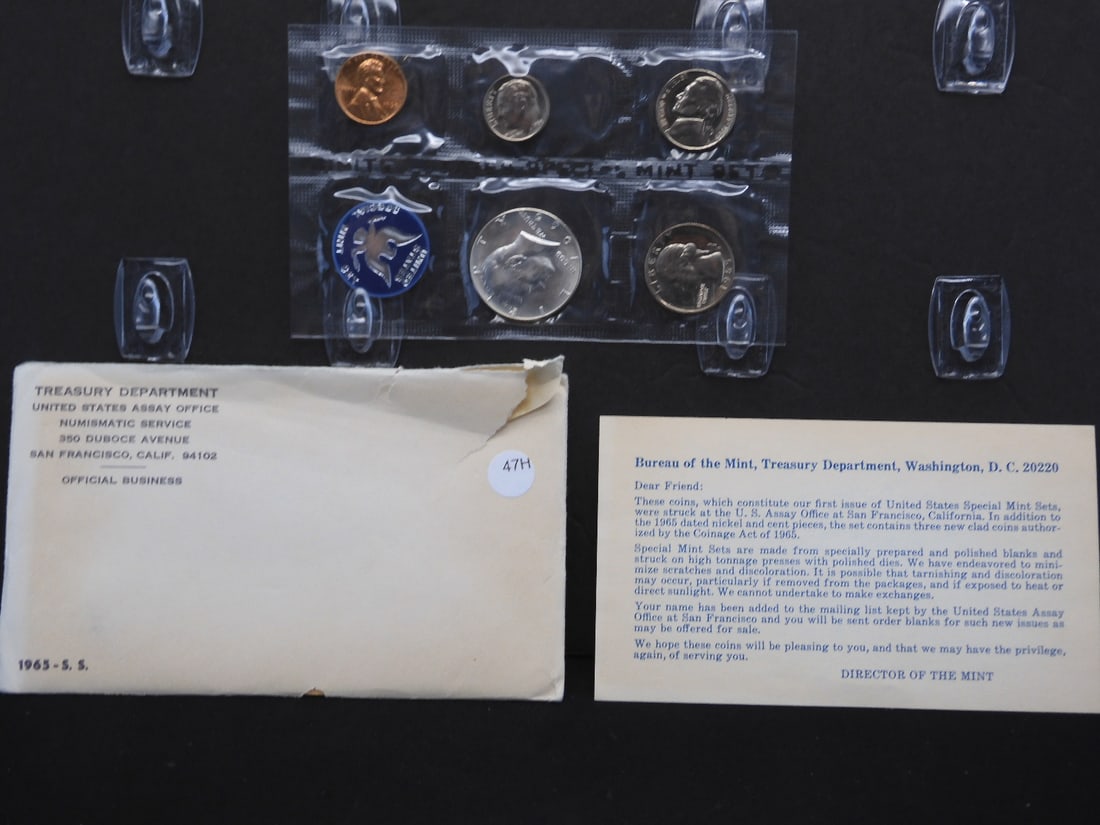 SPECIAL MINT SETS
SPECIAL MINT SET
UNITED
STATES
LIBERTY
LIBERTY
TREASURY DEPARTMENT
UNITED STATES ASSAY OFFICE
NUMISMATIC SERVICE
350 DUBOCE AVENUE
SAN FRANCISCO, CALIF. 94102
OFFICIAL BUSINESS
47H
1965 - S. S.
Bureau of the Mint, Treasury Department, Washington, D. C. 20220
Dear Friend:
These coins, which constitute our first issue of United States Special Mint Sets,
were struck at the U. S. Assay Office at San Francisco, California. In addition to
the 1965 dated nickel and cent pieces, the set contains three new clad coins author-
ized by the Coinage Act of 1965.
Special Mint Sets are made from specially prepared and polished blanks and
struck on high tonnage presses with polished dies. We have endeavored to mini-
mize scratches and discoloration. It is possible that tarnishing and discoloration
may occur, particularly if removed from the packages, and if exposed to heat or
direct sunlight. We cannot undertake to make exchanges.
Your name has been added to the mailing list kept by the United States Assay
Office at San Francisco and you will be sent order blanks for such new issues as
may be offered for sale.
We hope these coins will be pleasing to you, and that we may have the privilege,
again, of serving you.
DIRECTOR OF THE MINT